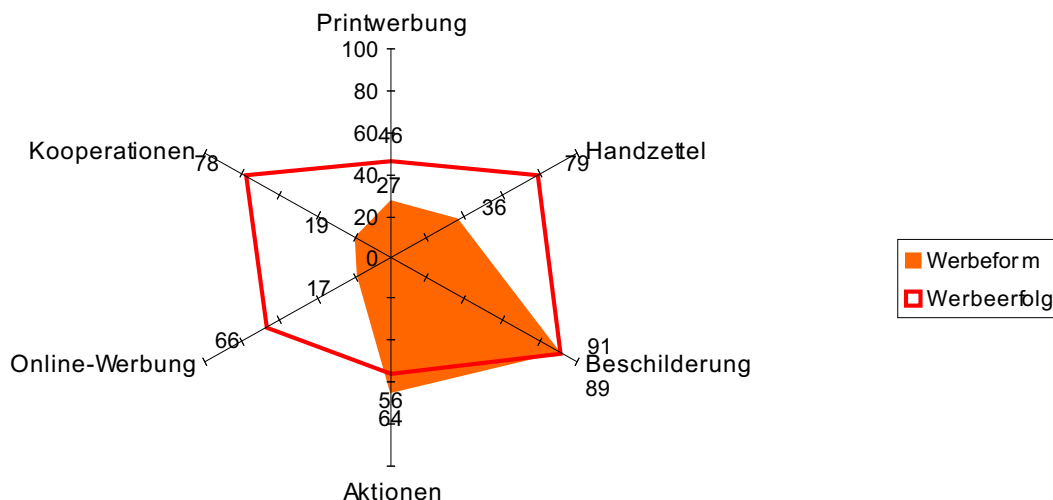 Printwerbung
100
80
60
46
Kooperationen
78
Handzettel
79
40
27
36
20
19
0
17
Werbeform
Werbeerfolg
66
Online-Werbung
91
Beschilderung
89
56
64
Aktionen